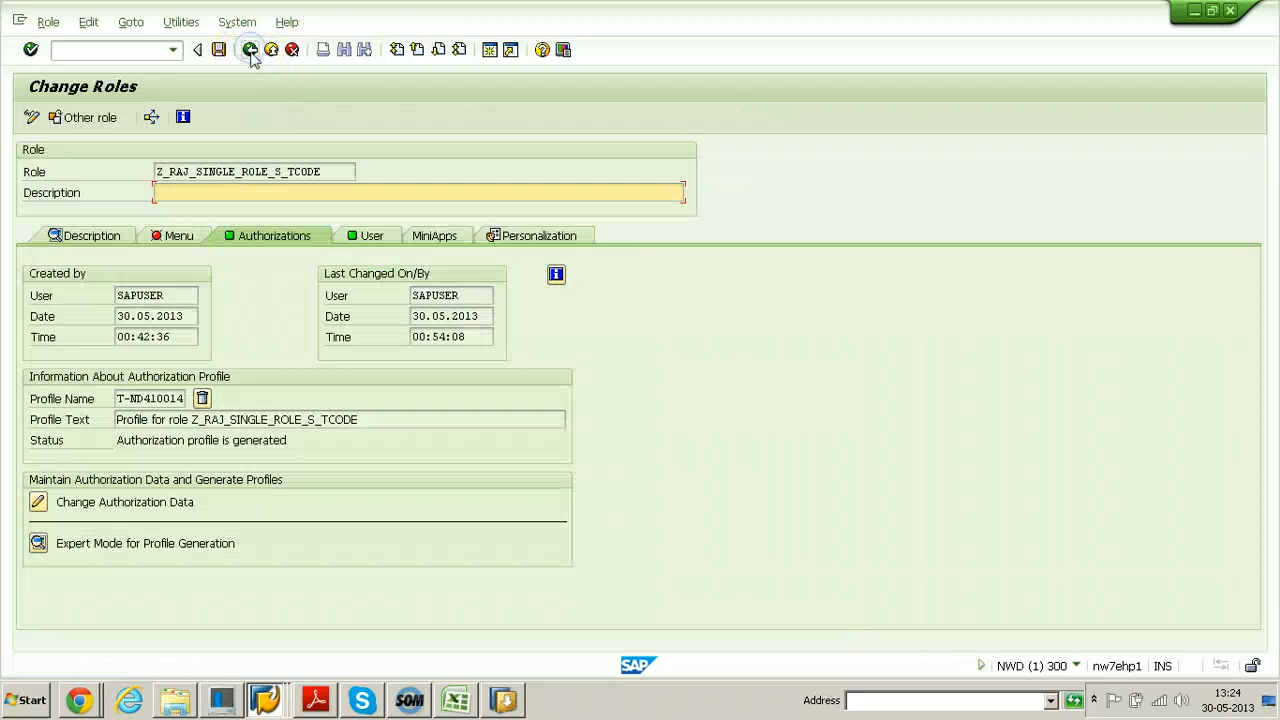 Role Edit Goto Utilities System Help
Change Roles
Other role
Role
Role Z_RAJ_SINGLE_ROLE_S_TCODE
Description
Description Menu Authorizations User MiniApps Personalization
Created by Last Changed On/By
User SAPUSER User SAPUSER
Date 30.05.2013 Date 30.05.2013
Time 00:42:36 Time 00:54:08
Information About Authorization Profile
Profile Name T-ND410014
Profile Text Profile for role Z_RAJ_SINGLE_ROLE_S_TCODE
Status Authorization profile is generated
Maintain Authorization Data and Generate Profiles
Change Authorization Data
Expert Mode for Profile Generation
SAP NWD (1) 300 nw7ehp1 INS
Start SOM Address 13:24
30-05-2013